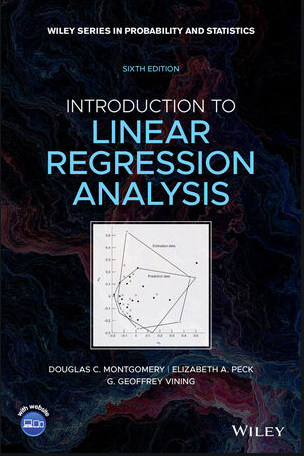 WILEY SERIES IN PROBABILITY AND STATISTICS
SIXTH EDITION
INTRODUCTION TO
LINEAR
REGRESSION
ANALYSIS
Estimation data
Prediction data
DOUGLAS C. MONTGOMERY | ELIZABETH A. PECK
G. GEOFFREY VINING
with website
WILEY